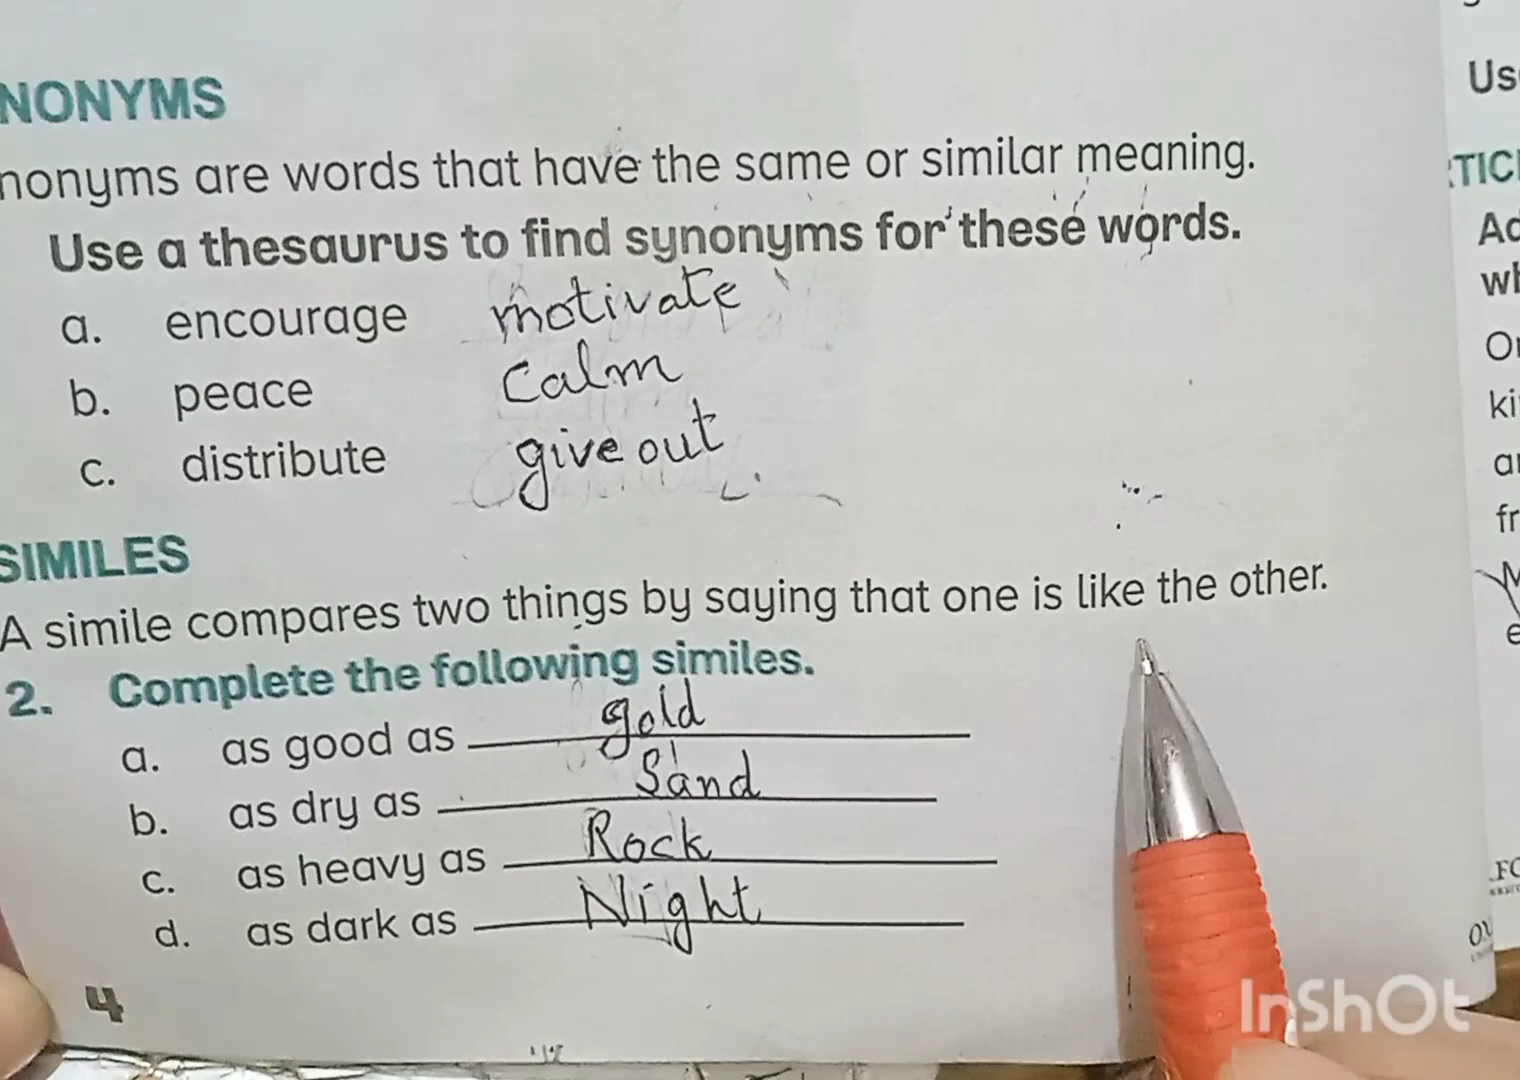 NONYMS
nonyms are words that have the same or similar meaning.
Use a thesaurus to find synonyms for these words.
a. encourage motivate
b. peace Calm
c. distribute give out
SIMILES
A simile compares two things by saying that one is like the other.
2. Complete the following similes.
a. as good as gold
b. as dry as Sand
c. as heavy as Rock
d. as dark as Night
4
Us
TICI
Ad
wh
Or
ki
ar
fr
InShOt